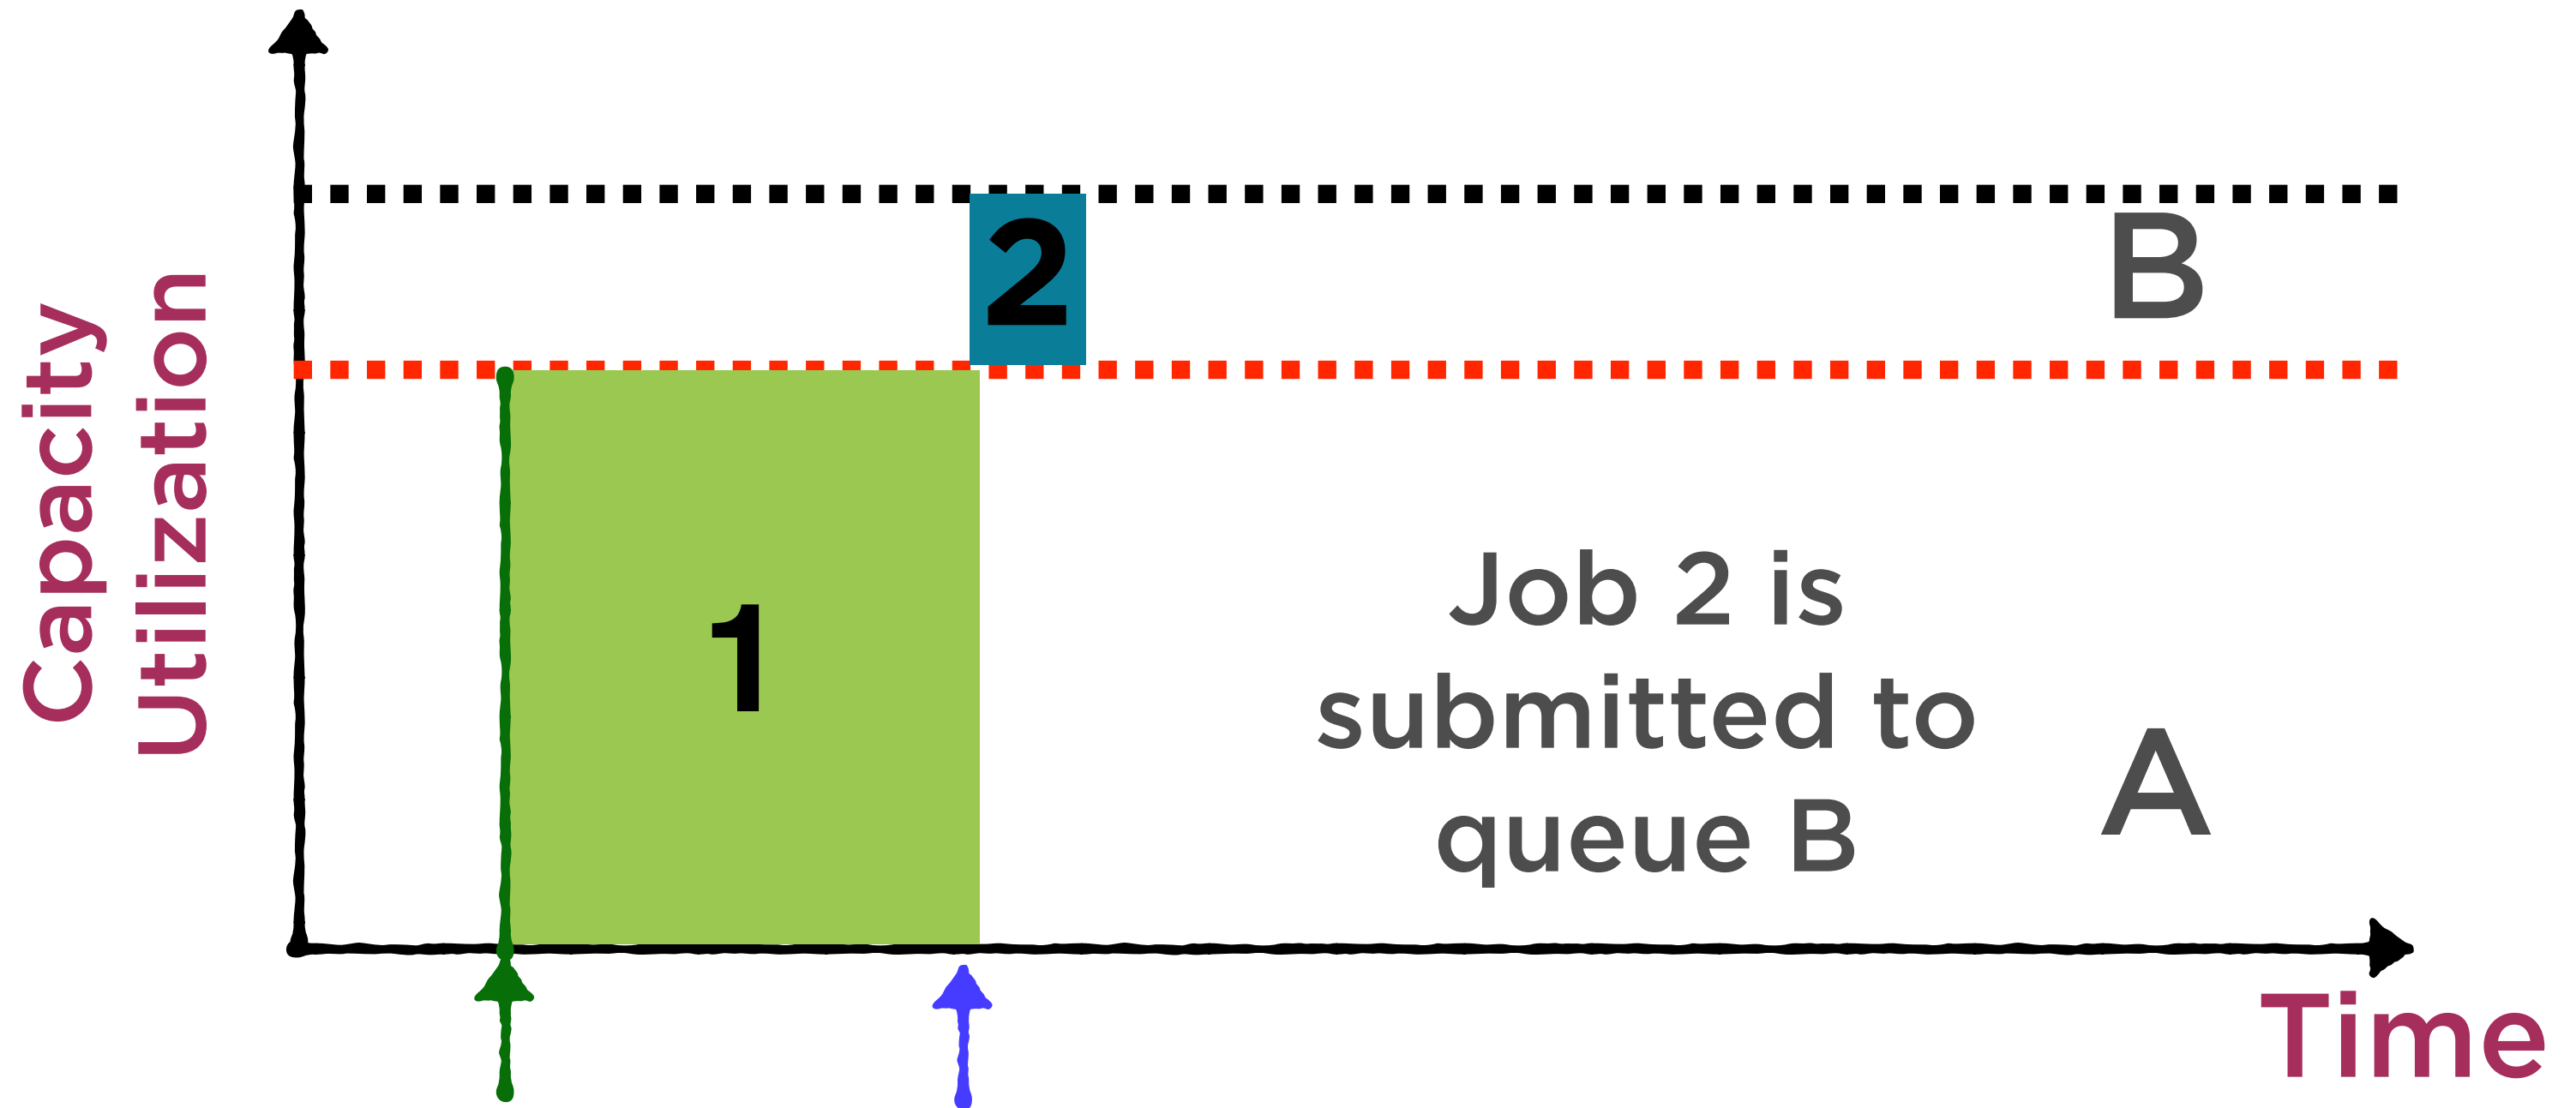 Capacity
Utilization
2
B
1
Job 2 is
submitted to
queue B
A
Time